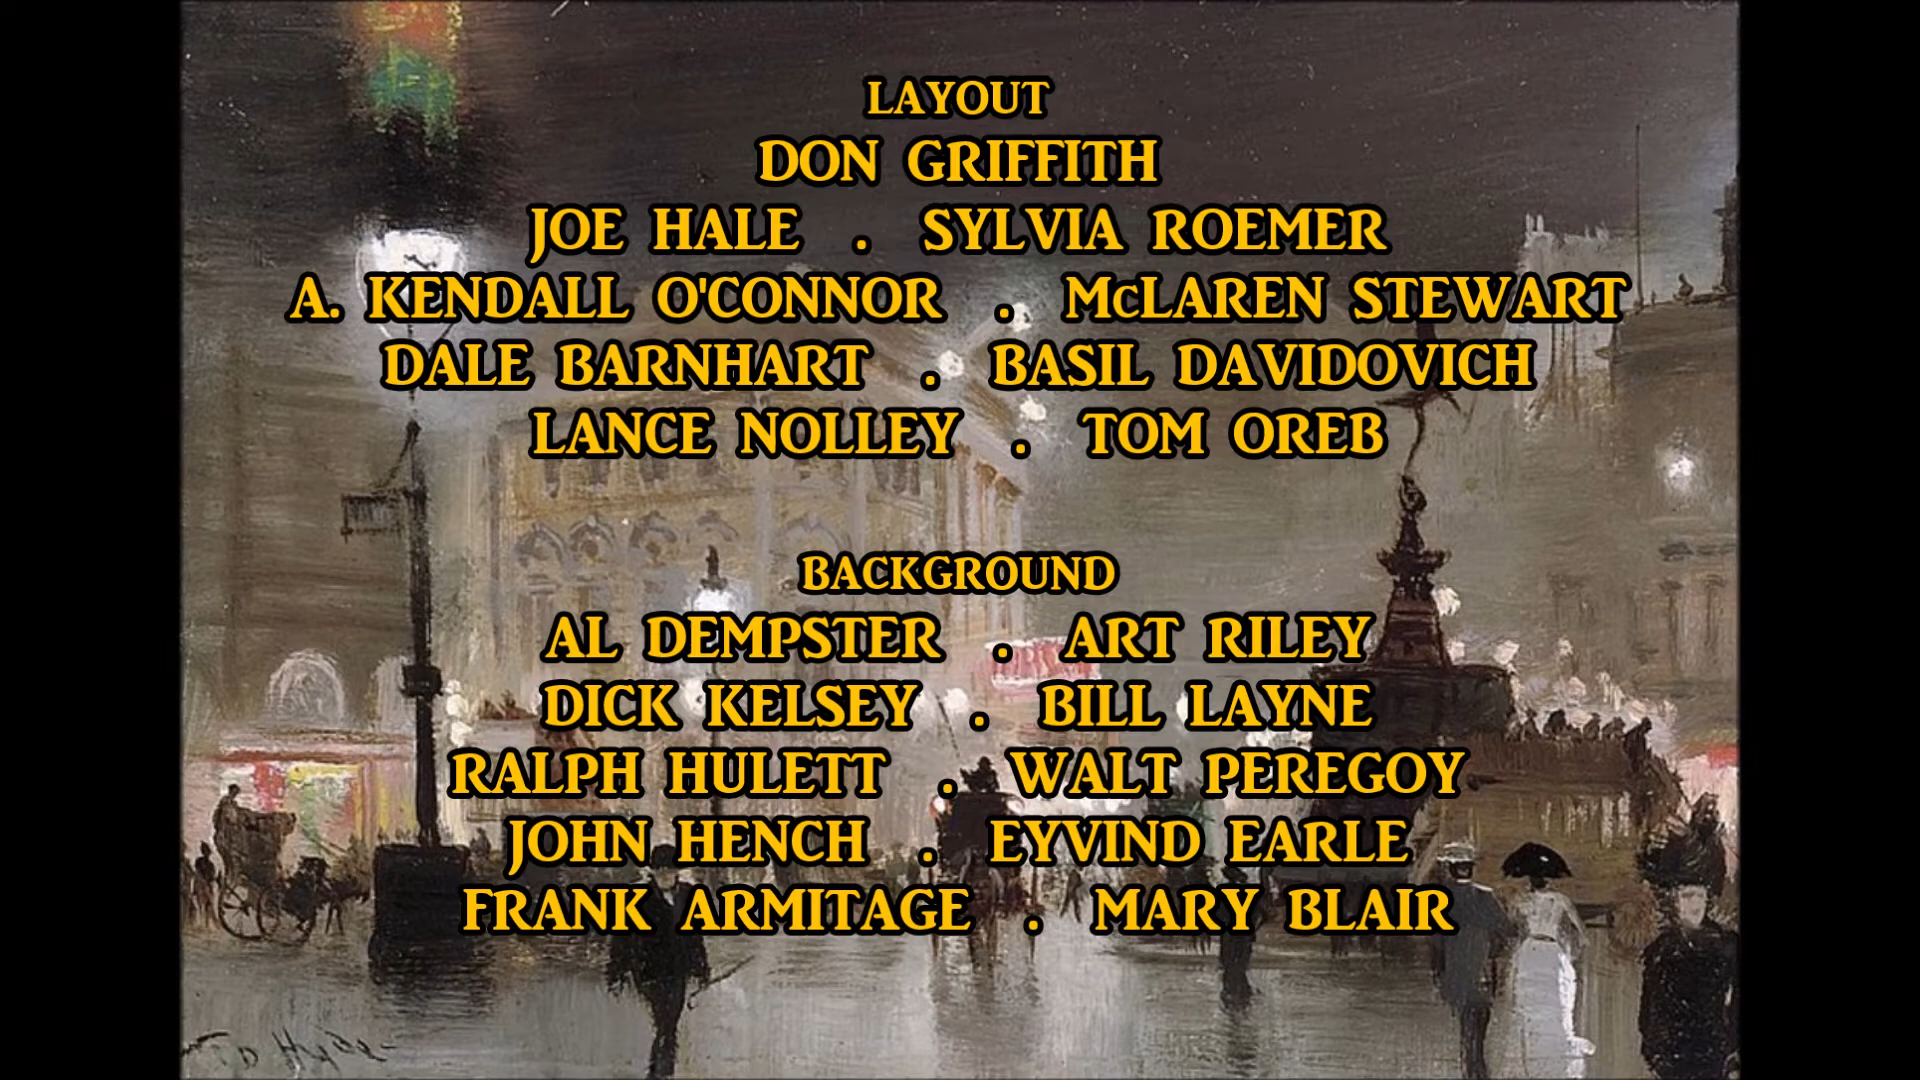 LAYOUT
DON GRIFFITH
JOE HALE . SYLVIA ROEMER
A. KENDALL O'CONNOR . McLAREN STEWART
DALE BARNHART . BASIL DAVIDOVICH
LANCE NOLLEY . TOM OREB
BACKGROUND
AL DEMPSTER . ART RILEY
DICK KELSEY . BILL LAYNE
RALPH HULETT . WALT PEREGOY
JOHN HENCH . EYVIND EARLE
FRANK ARMITAGE . MARY BLAIR